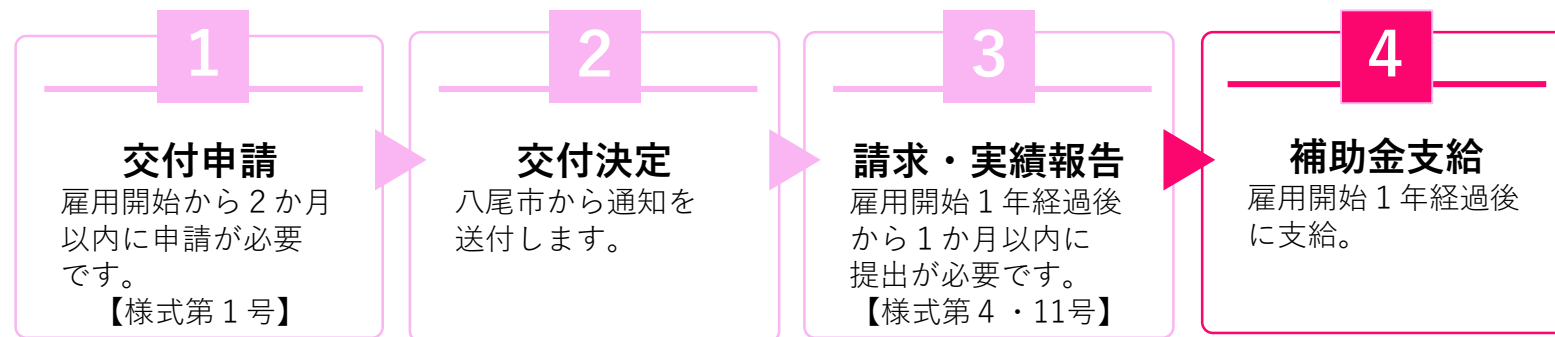 1
交付申請
雇用開始から２か月
以内に申請が必要
です。
【様式第１号】
2
交付決定
八尾市から通知を
送付します。
3
請求・実績報告
雇用開始１年経過後
から１か月以内に
提出が必要です。
【様式第４・11号】
4
補助金支給
雇用開始１年経過後
に支給。